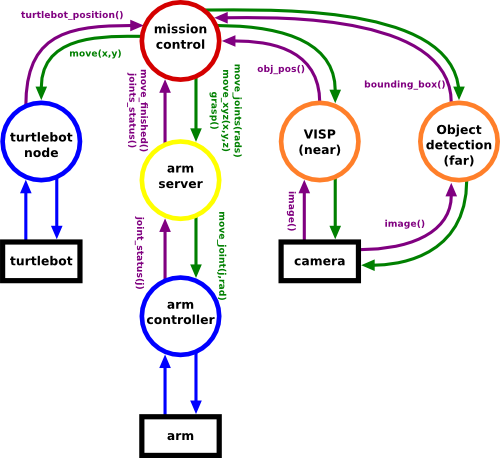 turtlebot_position()
mission
control
move(x,y)
obj_pos()
bounding_box()
move_finished()
joints_status()
move_joints(rads)
move_xyz(x,y,z)
grasp()
turtlebot
node
VISP
(near)
Object
detection
(far)
arm
server
image()
image()
joint_status(j)
move_joint(j,rad)
turtlebot
camera
arm
controller
arm